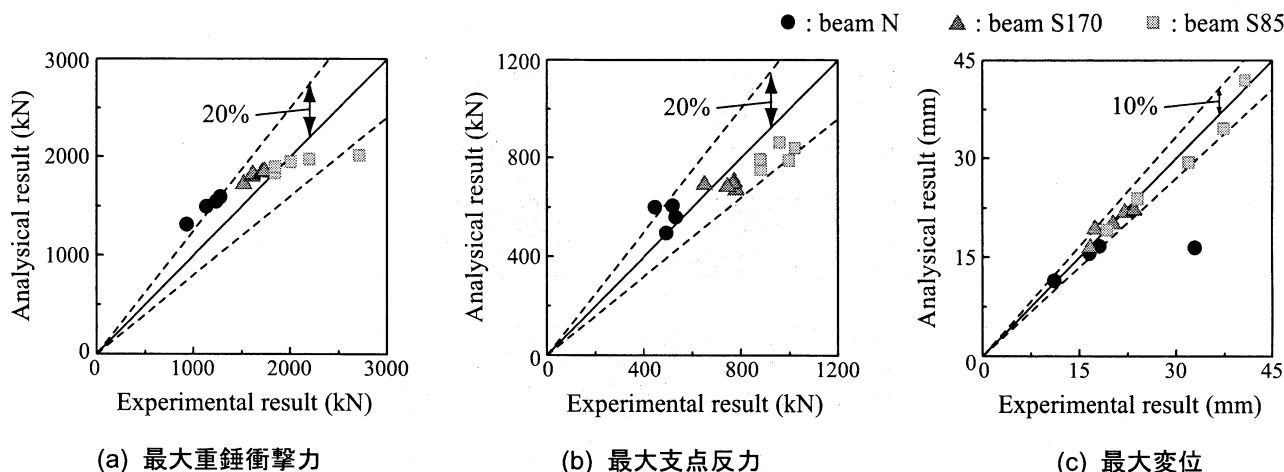 ● : beam N ▲ : beam S170 ■ : beam S85
3000
2000
1000
0
0 1000 2000 3000
20%
Analysical result (kN)
Experimental result (kN)
(a) 最大重錘衝撃力
1200
800
400
0
0 400 800 1200
20%
Analysical result (kN)
Experimental result (kN)
(b) 最大支点反力
45
30
15
0
0 15 30 45
10%
Analysical result (mm)
Experimental result (mm)
(c) 最大変位